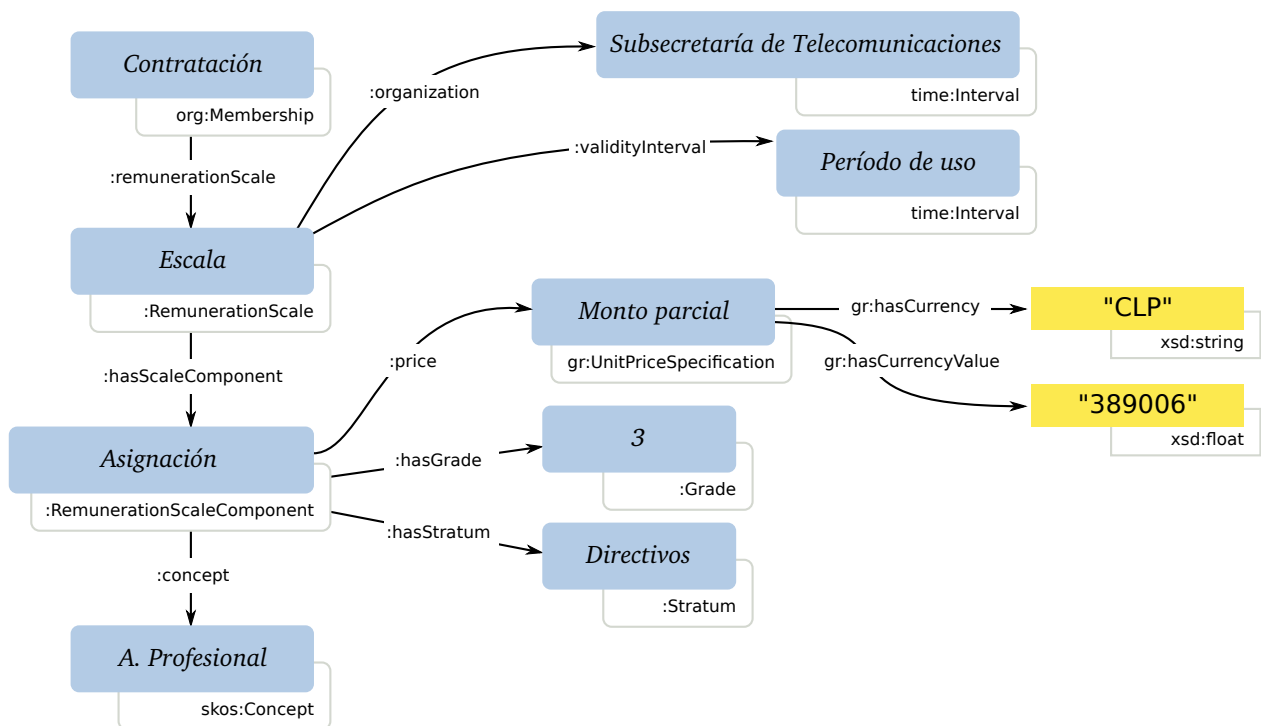 Contratación
org:Membership
:remunerationScale
Escala
:RemunerationScale
:hasScaleComponent
Asignación
:RemunerationScaleComponent
:concept
A. Profesional
skos:Concept
:organization
Subsecretaría de Telecomunicaciones
time:Interval
:validityInterval
Período de uso
time:Interval
:price
Monto parcial
gr:UnitPriceSpecification
gr:hasCurrency
"CLP"
xsd:string
gr:hasCurrencyValue
"389006"
xsd:float
:hasGrade
3
:Grade
:hasStratum
Directivos
:Stratum